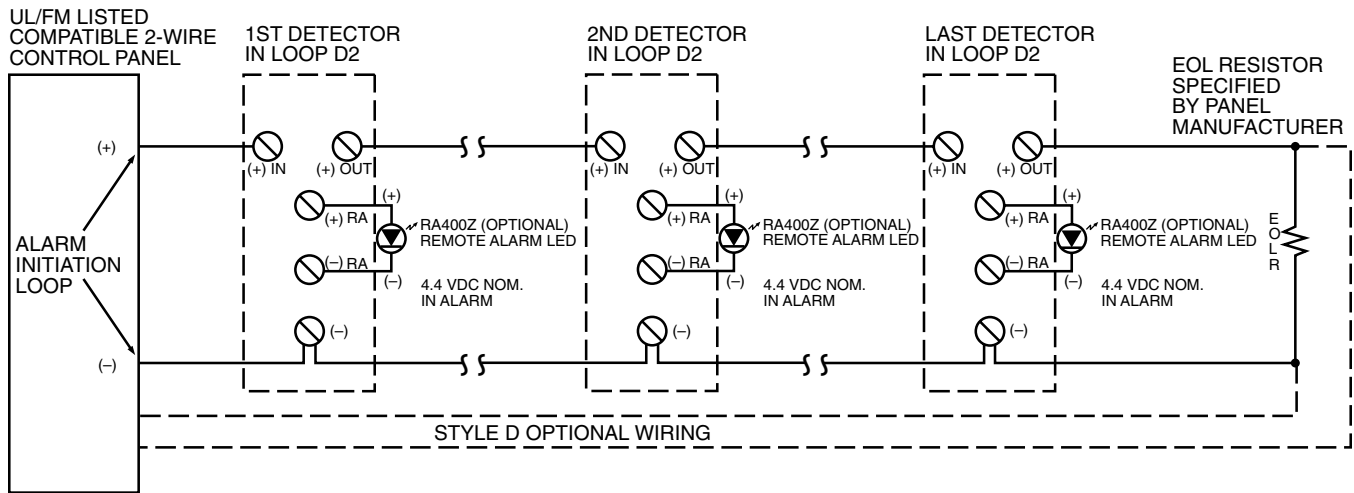 UL/FM LISTED
COMPATIBLE 2-WIRE
CONTROL PANEL
1ST DETECTOR
IN LOOP D2
2ND DETECTOR
IN LOOP D2
LAST DETECTOR
IN LOOP D2
EOL RESISTOR
SPECIFIED
BY PANEL
MANUFACTURER
(+)
(+) IN
(+) OUT
(+) IN
(+) OUT
(+) IN
(+) OUT
ALARM
INITIATION
LOOP
(+)
(+) RA
RA400Z (OPTIONAL)
REMOTE ALARM LED
(–) RA
(–)
4.4 VDC NOM.
IN ALARM
(–)
(+)
(+) RA
RA400Z (OPTIONAL)
REMOTE ALARM LED
(–) RA
(–)
4.4 VDC NOM.
IN ALARM
(–)
(+)
(+) RA
RA400Z (OPTIONAL)
REMOTE ALARM LED
(–) RA
(–)
4.4 VDC NOM.
IN ALARM
(–)
EOLR
(–)
STYLE D OPTIONAL WIRING